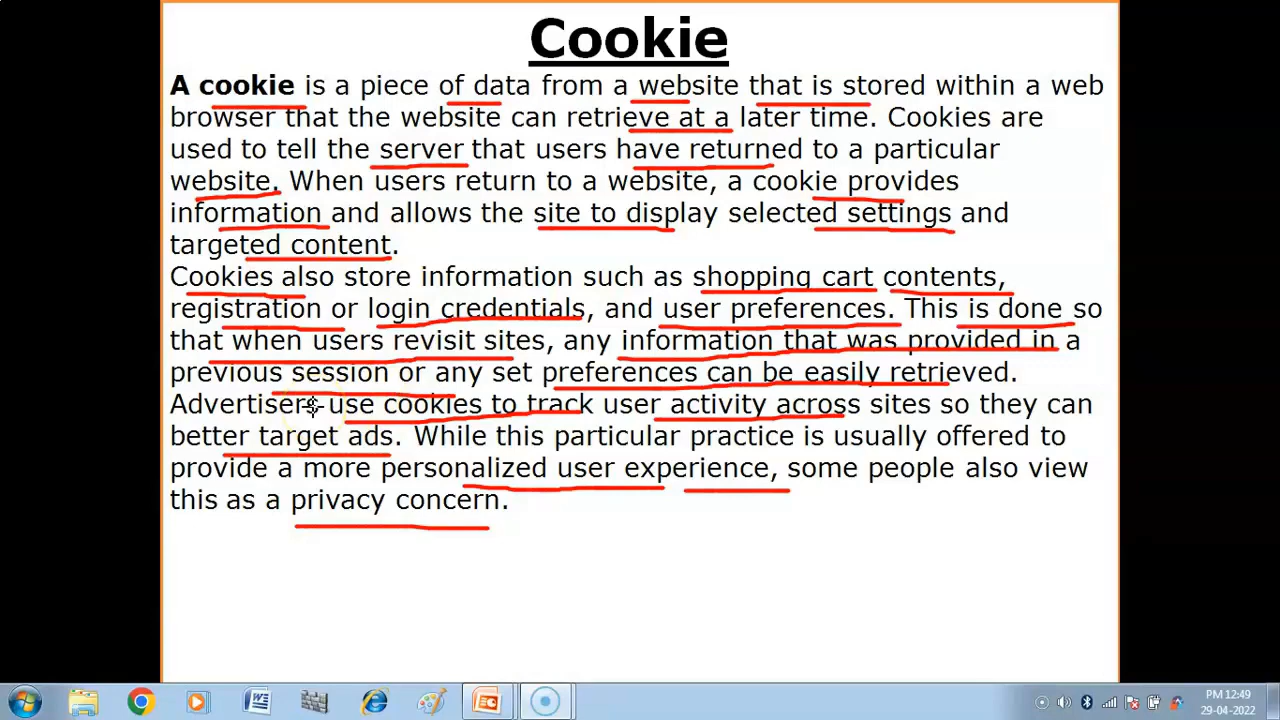 Cookie
A cookie is a piece of data from a website that is stored within a web
browser that the website can retrieve at a later time. Cookies are
used to tell the server that users have returned to a particular
website. When users return to a website, a cookie provides
information and allows the site to display selected settings and
targeted content.
Cookies also store information such as shopping cart contents,
registration or login credentials, and user preferences. This is done so
that when users revisit sites, any information that was provided in a
previous session or any set preferences can be easily retrieved.
Advertisers use cookies to track user activity across sites so they can
better target ads. While this particular practice is usually offered to
provide a more personalized user experience, some people also view
this as a privacy concern.
PM 12:49
29-04-2022